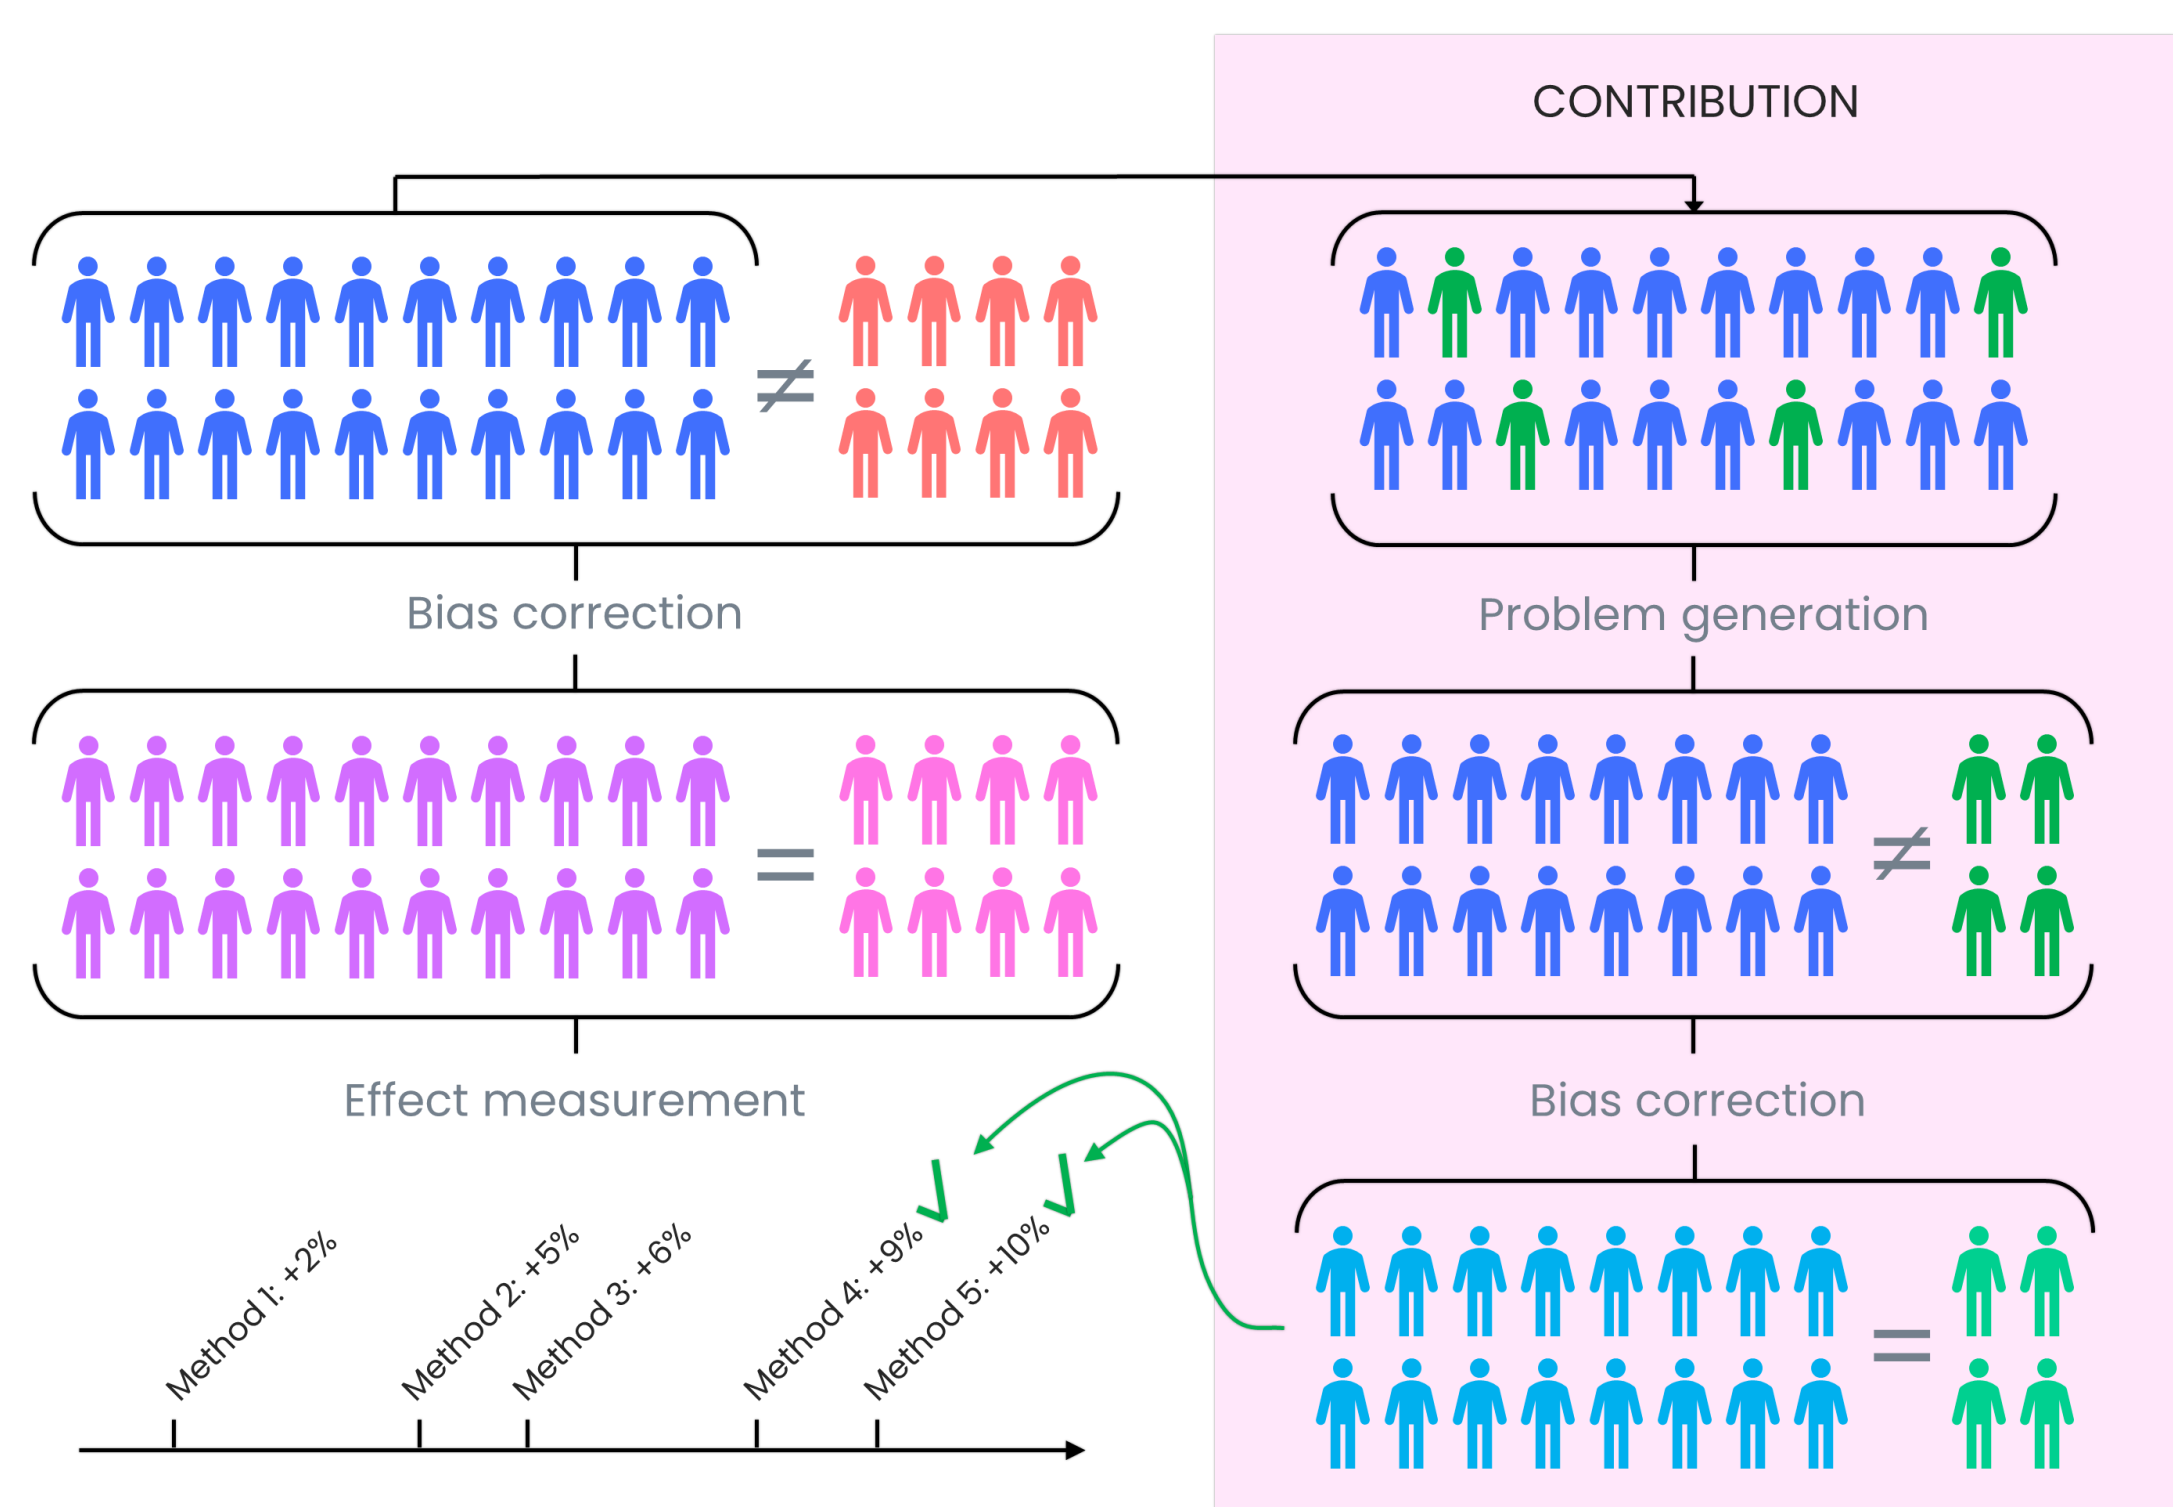 CONTRIBUTION
≠
Bias correction
Problem generation
=
≠
Effect measurement
Bias correction
Method 1: +2%
Method 2: +5%
Method 3: +6%
Method 4: +9%
Method 5: +10%
=